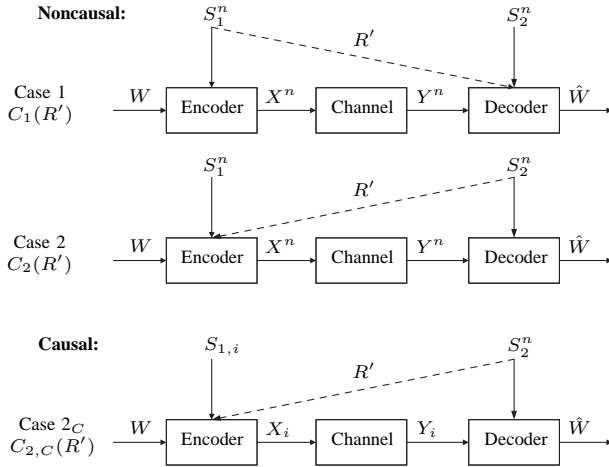 Noncausal:
S_1^n
S_2^n
R'
Case 1
C_1(R')
W
Encoder
X^n
Channel
Y^n
Decoder
Ŵ
S_1^n
S_2^n
R'
Case 2
C_2(R')
W
Encoder
X^n
Channel
Y^n
Decoder
Ŵ
Causal:
S_{1,i}
S_2^n
R'
Case 2_C
C_{2,C}(R')
W
Encoder
X_i
Channel
Y_i
Decoder
Ŵ